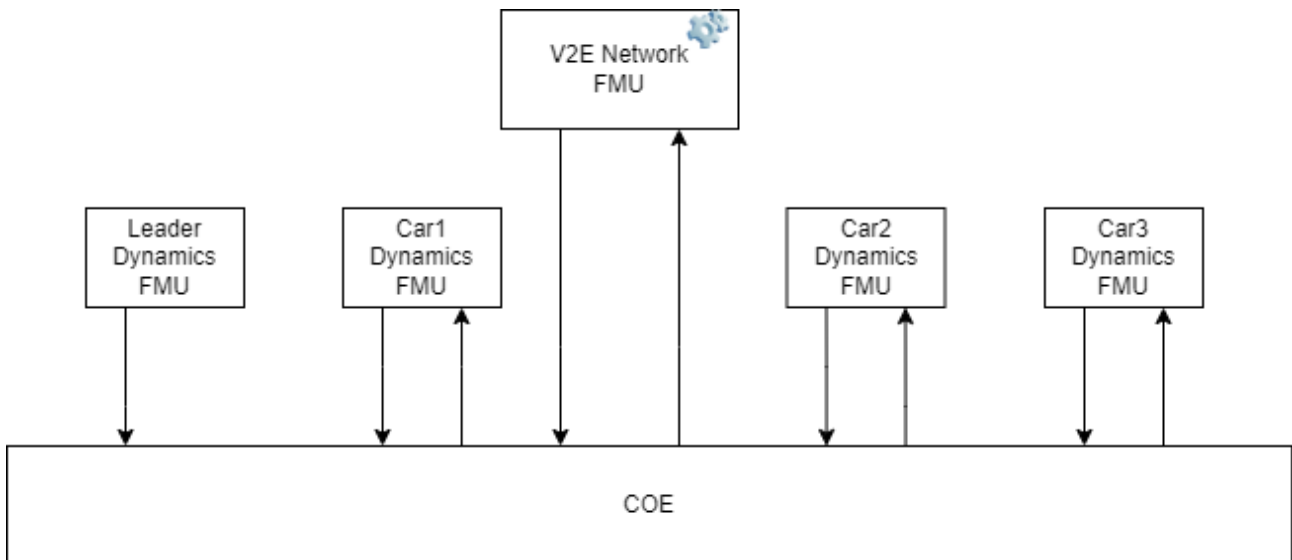 V2E Network
FMU
Leader
Dynamics
FMU
Car1
Dynamics
FMU
Car2
Dynamics
FMU
Car3
Dynamics
FMU
COE